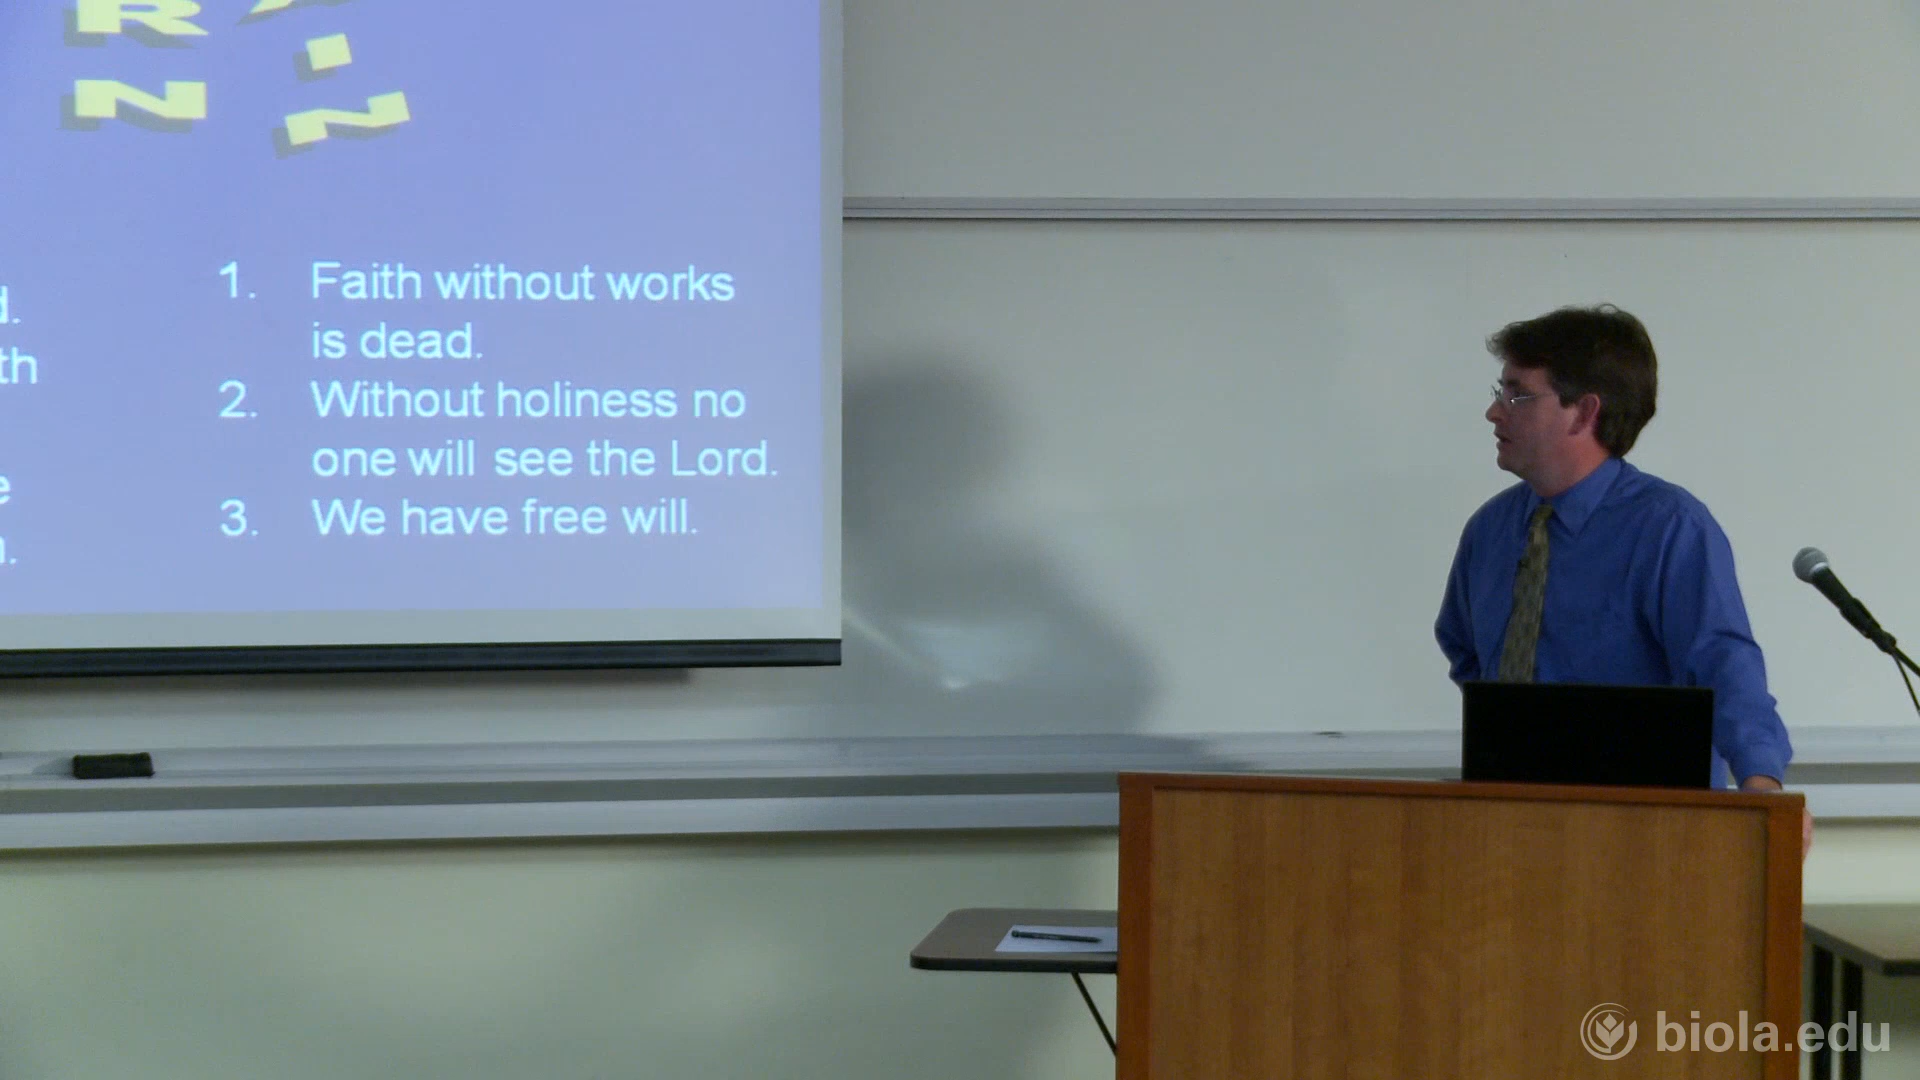 R
N
N
d.
th
e
1. Faith without works
is dead.
2. Without holiness no
one will see the Lord.
3. We have free will.
biola.edu